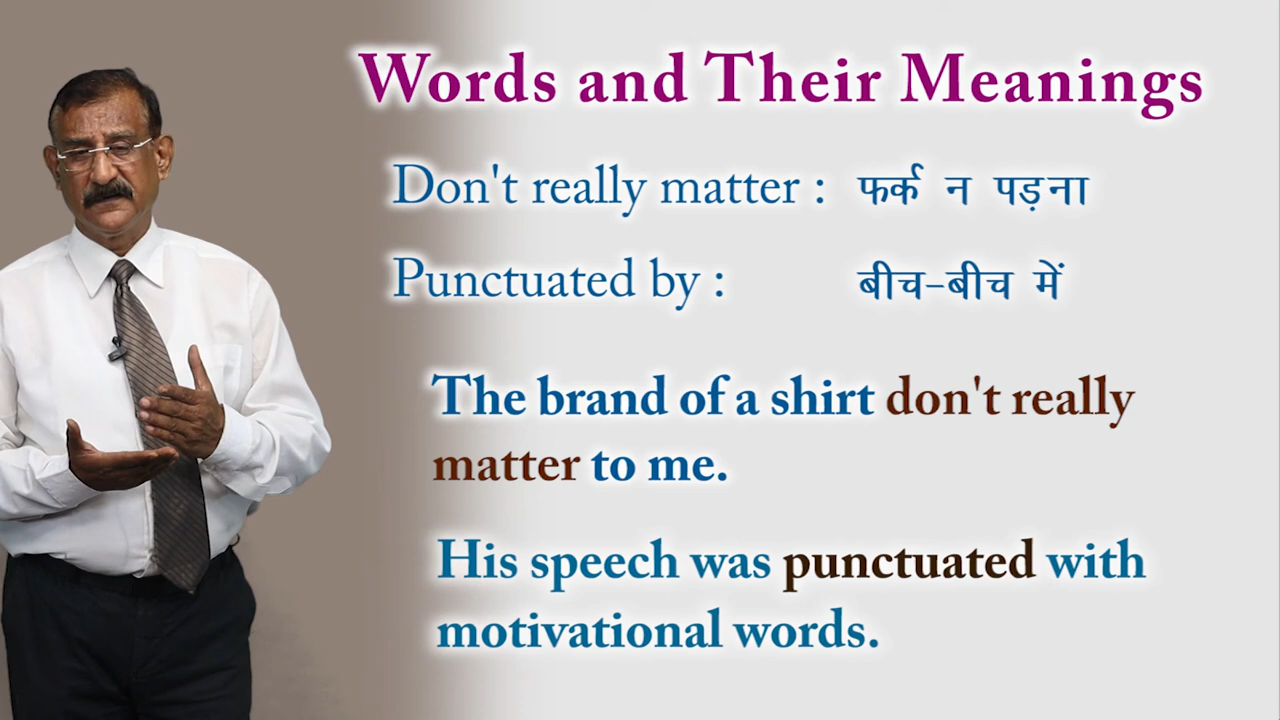 Words and Their Meanings
Don't really matter : फर्क न पड़ना
Punctuated by : बीच-बीच में
The brand of a shirt don't really
matter to me.
His speech was punctuated with
motivational words.